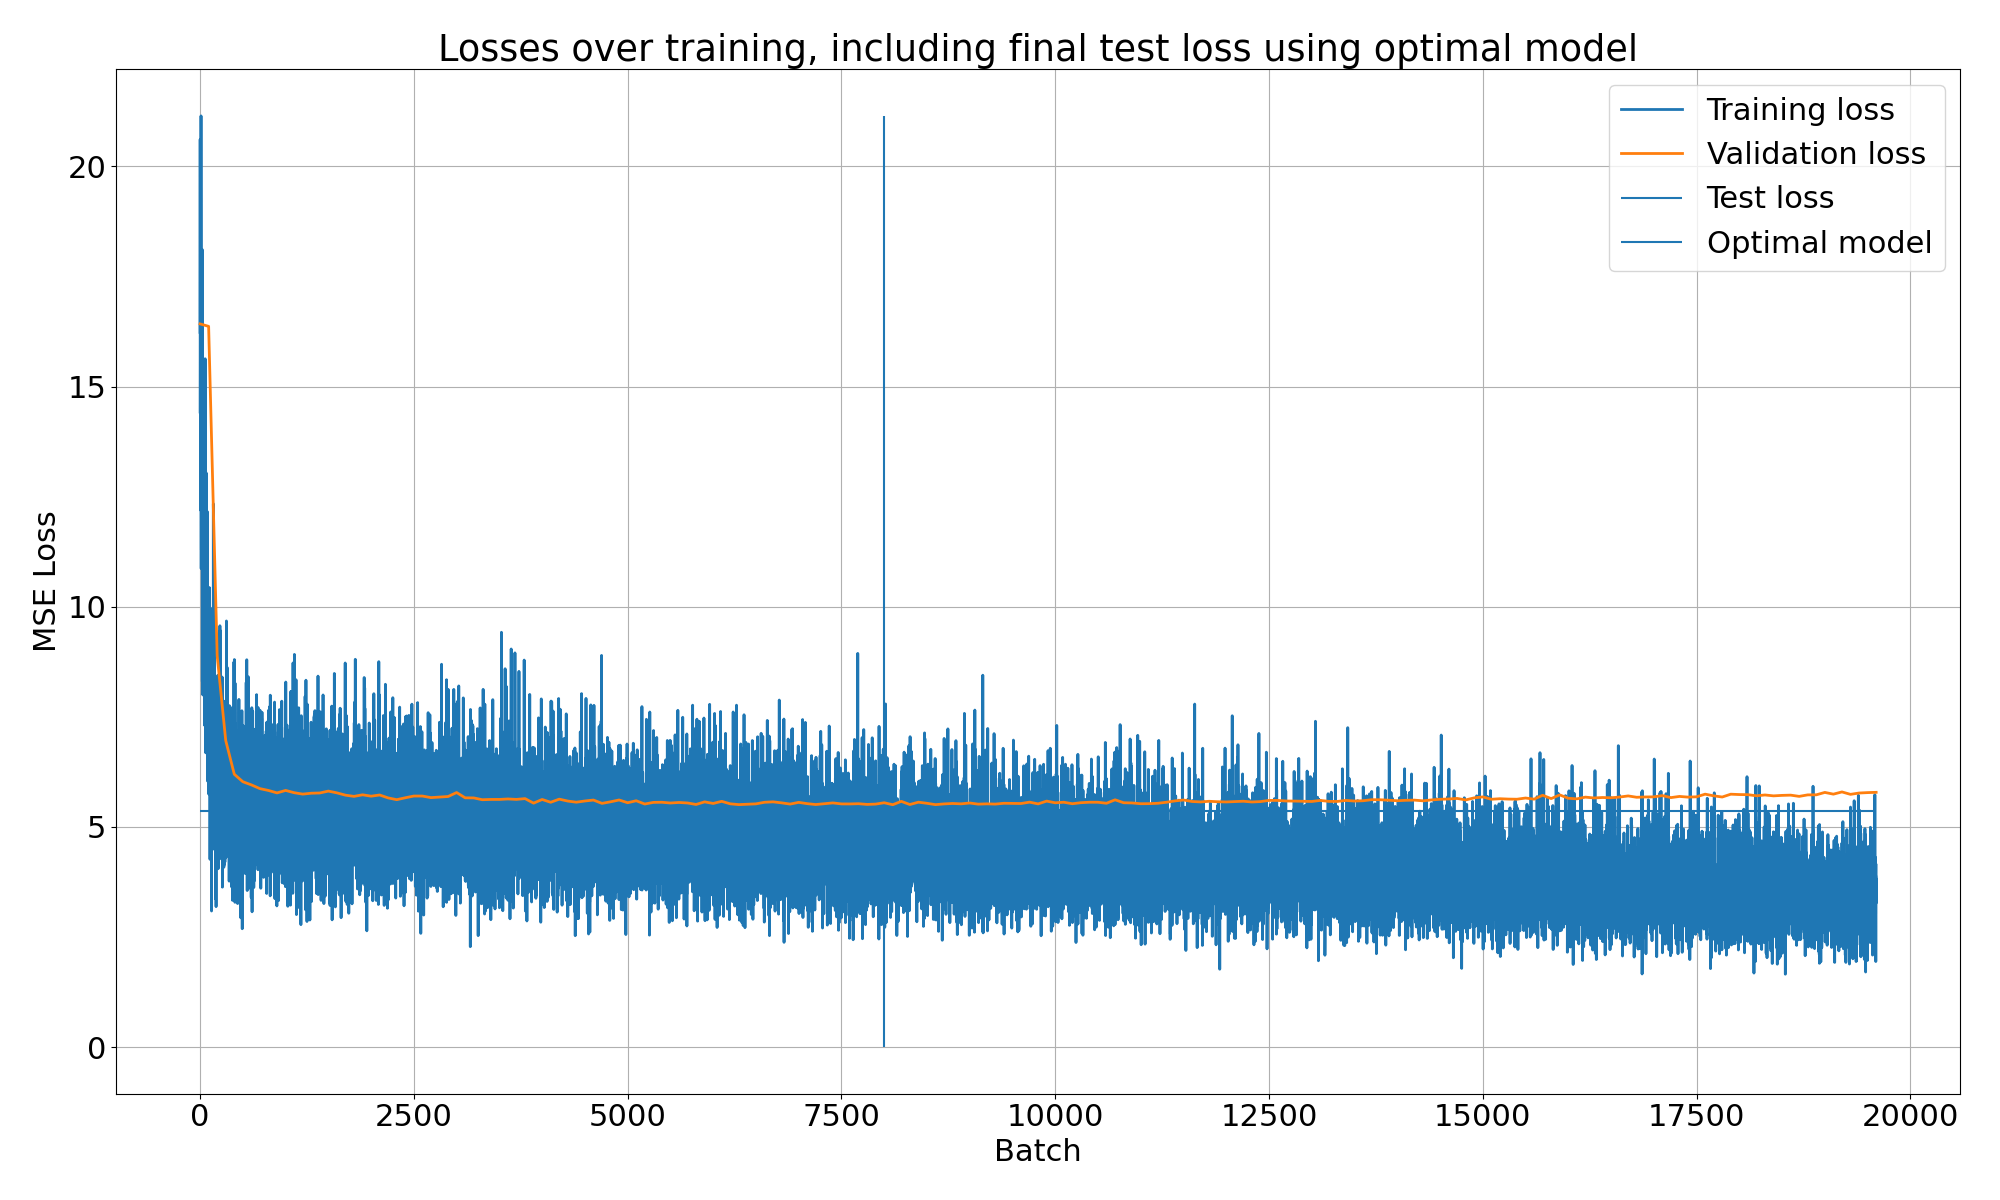 Losses over training, including final test loss using optimal model
Training loss
Validation loss
Test loss
Optimal model
MSE Loss
20
15
10
5
0
0 2500 5000 7500 10000 12500 15000 17500 20000
Batch